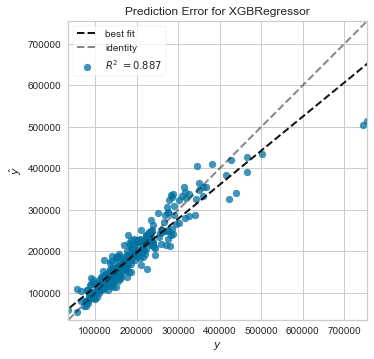 Prediction Error for XGBRegressor
best fit
identity
R² = 0.887
700000
600000
500000
400000
300000
200000
100000
ŷ
100000 200000 300000 400000 500000 600000 700000
y